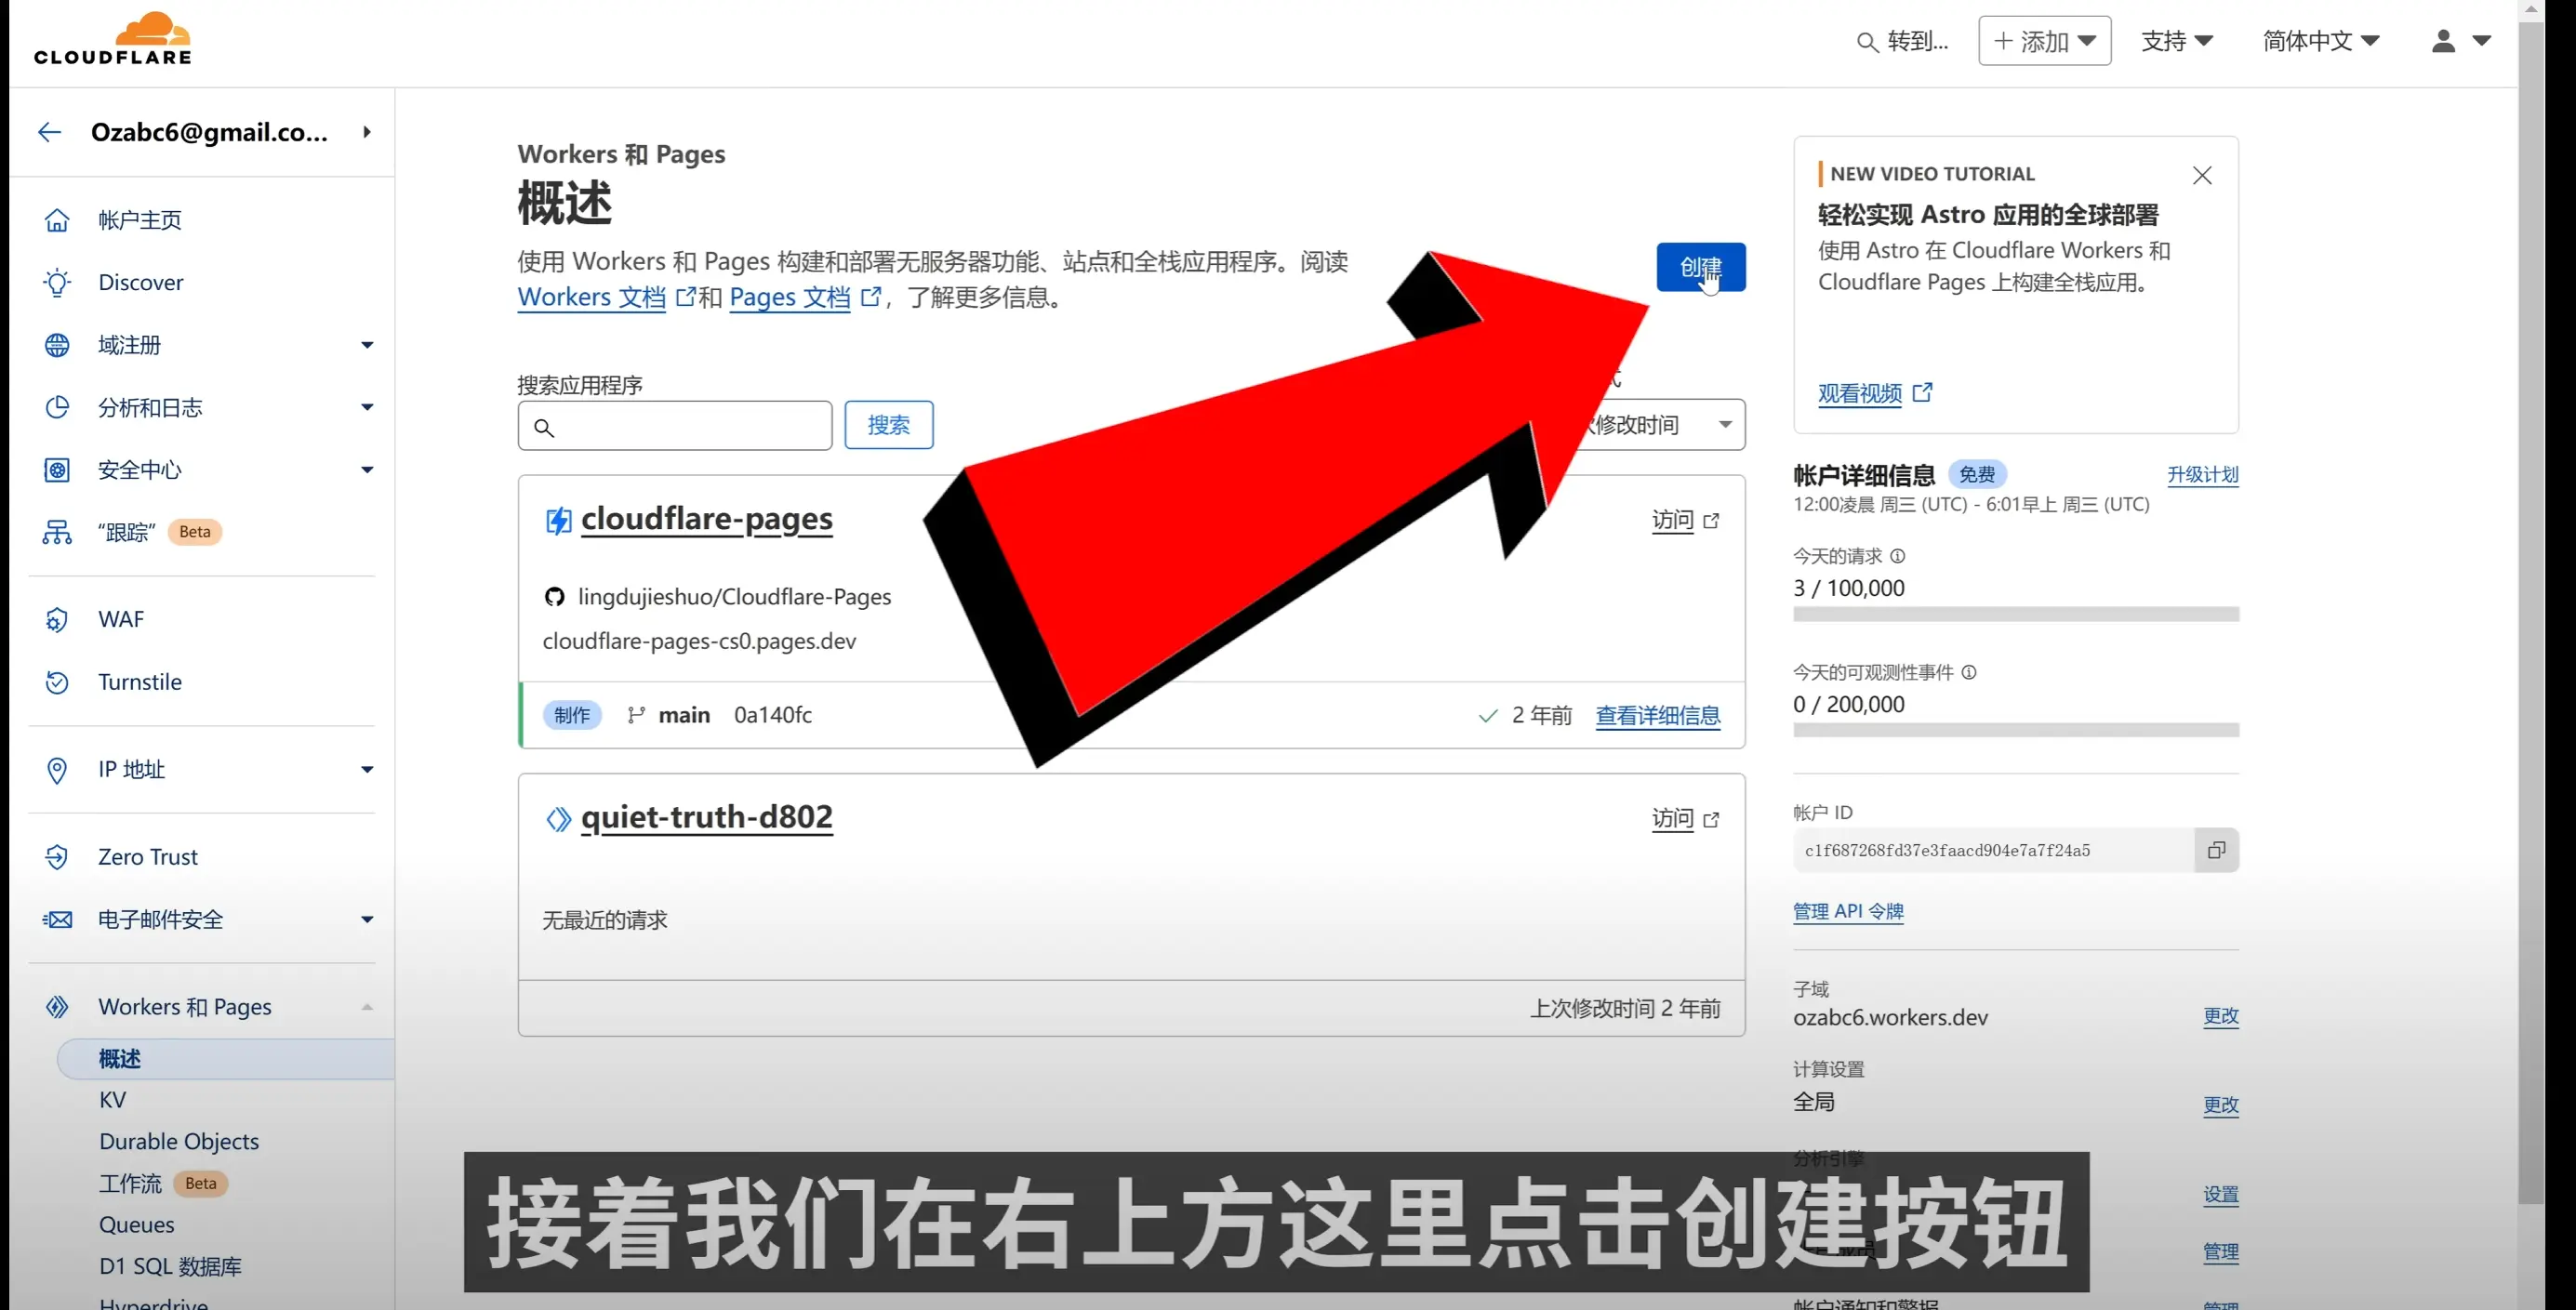 CLOUDFLARE
转到...
添加
支持
简体中文
Ozabc6@gmail.co...
帐户主页
Discover
域注册
分析和日志
安全中心
“跟踪” Beta
WAF
Turnstile
IP 地址
Zero Trust
电子邮件安全
Workers 和 Pages
概述
KV
Durable Objects
工作流 Beta
Queues
D1 SQL 数据库
Hyperdrive
Workers 和 Pages
概述
使用 Workers 和 Pages 构建和部署无服务器功能、站点和全栈应用程序。阅读
Workers 文档 和 Pages 文档 ，了解更多信息。
创建
搜索应用程序
搜索
修改时间
cloudflare-pages
访问
lingdujieshuo/Cloudflare-Pages
cloudflare-pages-cs0.pages.dev
制作 main 0a140fc
2 年前 查看详细信息
quiet-truth-d802
访问
无最近的请求
上次修改时间 2 年前
NEW VIDEO TUTORIAL
轻松实现 Astro 应用的全球部署
使用 Astro 在 Cloudflare Workers 和
Cloudflare Pages 上构建全栈应用。
观看视频
帐户详细信息 免费 升级计划
12:00凌晨 周三 (UTC) - 6:01早上 周三 (UTC)
今天的请求
3 / 100,000
今天的可观测性事件
0 / 200,000
帐户 ID
c1f687268fd37e3faacd904e7a7f24a5
管理 API 令牌
子域
ozabc6.workers.dev 更改
计算设置
全局 更改
分析引擎
设置
管理
帐户通知和警报
管理
接着我们在右上方这里点击创建按钮